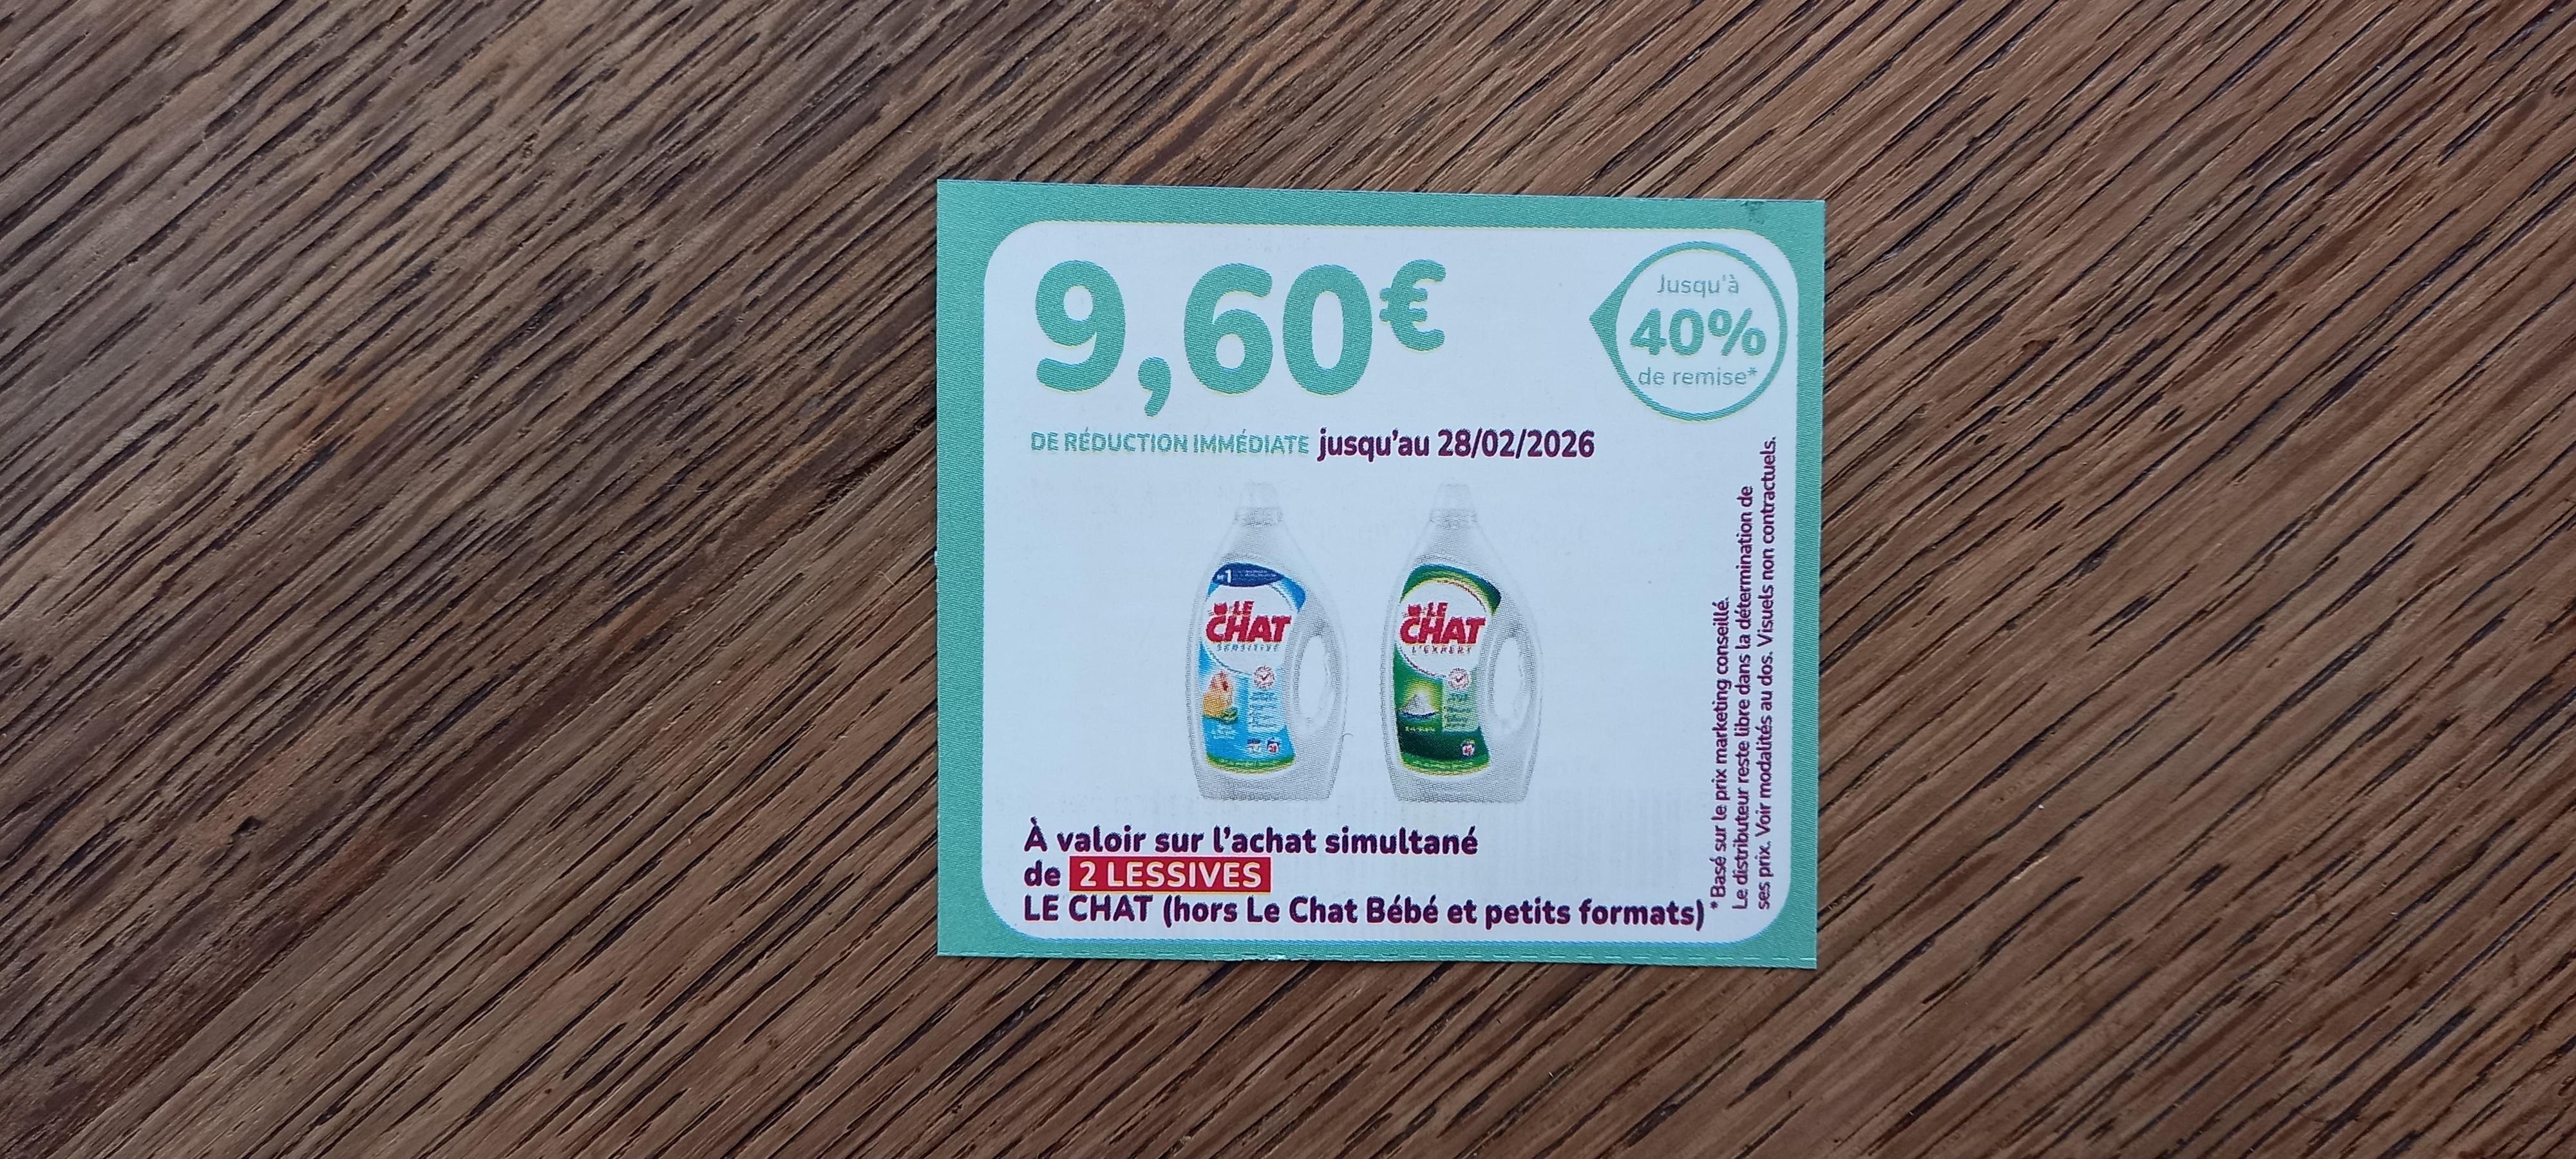 9,60€
Jusqu'à
40%
de remise*
DE RÉDUCTION IMMÉDIATE jusqu'au 28/02/2026
N°1
LE
CHAT
SENSITIVE
LE
CHAT
L'EXPERT
À valoir sur l'achat simultané
de 2 LESSIVES
LE CHAT (hors Le Chat Bébé et petits formats)
*Basé sur le prix marketing conseillé.
Le distributeur reste libre dans la détermination de
ses prix. Voir modalités au dos. Visuels non contractuels.